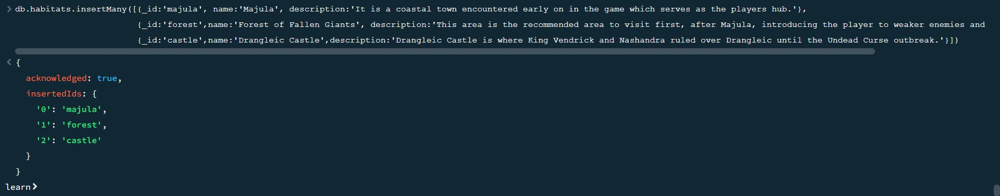 > db.habitats.insertMany([{_id:'majula', name:'Majula', description:'It is a coastal town encountered early on in the game which serves as the players hub.'},
{_id:'forest',name:'Forest of Fallen Giants', description:'This area is the recommended area to visit first, after Majula, introducing the player to weaker enemies and
{_id:'castle',name:'Drangleic Castle',description:'Drangleic Castle is where King Vendrick and Nashandra ruled over Drangleic until the Undead Curse outbreak.'}])
< {
acknowledged: true,
insertedIds: {
'0': 'majula',
'1': 'forest',
'2': 'castle'
}
}
learn>